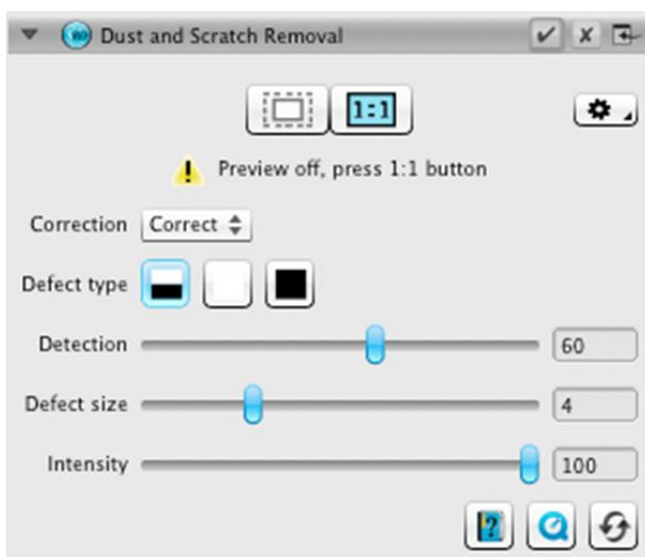 Dust and Scratch Removal
1:1
Preview off, press 1:1 button
Correction Correct
Defect type
Detection 60
Defect size 4
Intensity 100